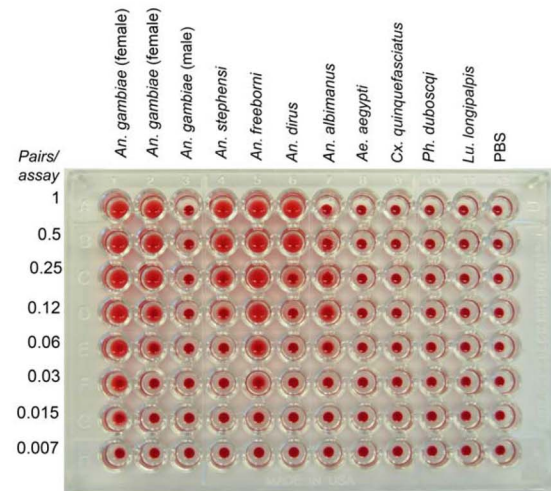 An. gambiae (female)
An. gambiae (female)
An. gambiae (male)
An. stephensi
An. freeborni
An. dirus
An. albimanus
Ae. aegypti
Cx. quinquefasciatus
Ph. duboscqi
Lu. longipalpis
PBS
Pairs/
assay
1
0.5
0.25
0.12
0.06
0.03
0.015
0.007
MADE IN USA